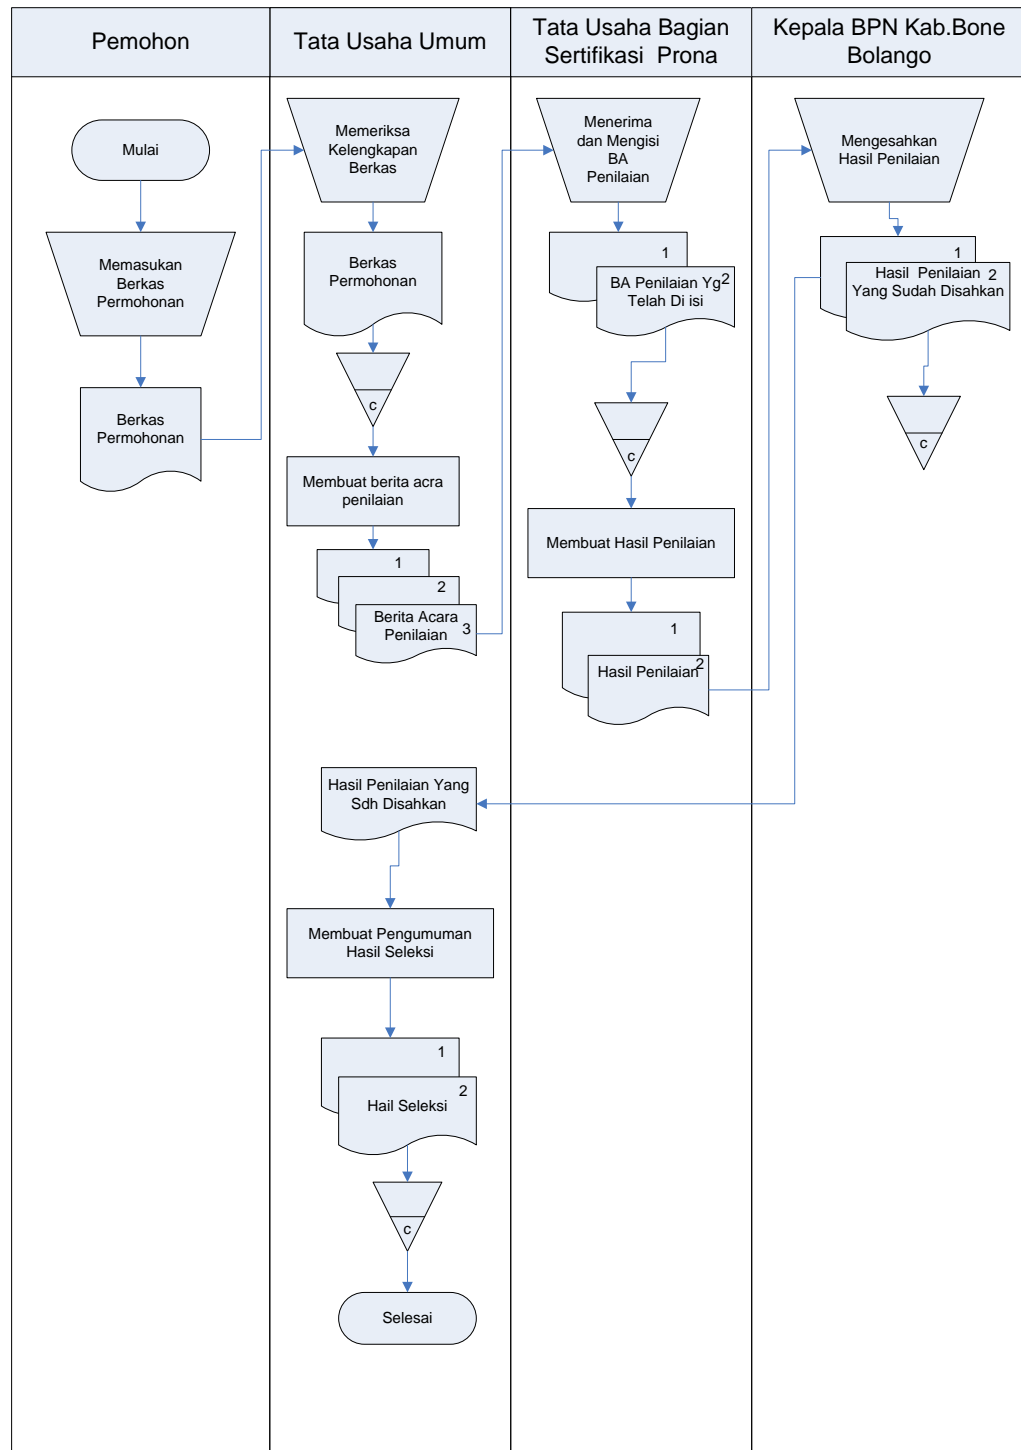 Pemohon
Tata Usaha Umum
Tata Usaha Bagian
Sertifikasi Prona
Kepala BPN Kab.Bone
Bolango
Mulai
Memasukan
Berkas
Permohonan
Berkas
Permohonan
Memeriksa
Kelengkapan
Berkas
Berkas
Permohonan
c
Membuat berita acra
penilaian
1
2
Berita Acara
Penilaian
3
Menerima
dan Mengisi
BA
Penilaian
1
2
BA Penilaian Yg
Telah Di isi
c
Membuat Hasil Penilaian
1
2
Hasil Penilaian
Mengesahkan
Hasil Penilaian
1
2
Hasil Penilaian
Yang Sudah Disahkan
c
Hasil Penilaian Yang
Sdh Disahkan
Membuat Pengumuman
Hasil Seleksi
1
2
Hail Seleksi
c
Selesai